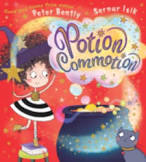 Peter Bently Sernur Isik
Potion
Commotion